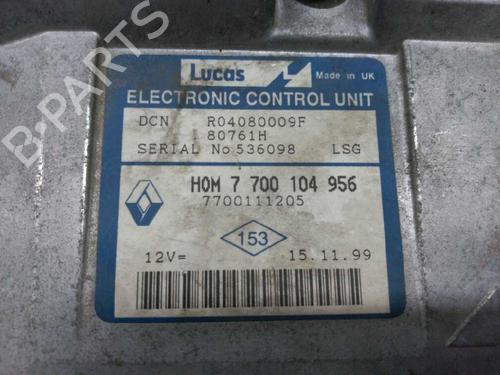 Lucas Made in UK
ELECTRONIC CONTROL UNIT
DCN R04080009F
80761H
SERIAL No 536098 LSG
HOM 7 700 104 956
7700111205
153
12V= 15.11.99
B-PARTS